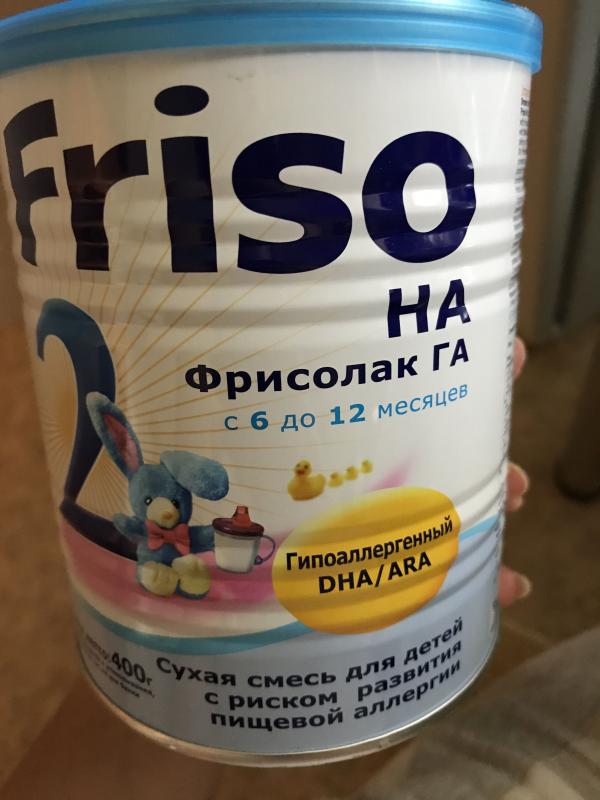 Friso
2
HA
Фрисолак ГА
с 6 до 12 месяцев
Гипоаллергенный
DHA/ARA
нетто: 400г
Сухая смесь для детей
с риском развития
пищевой аллергии